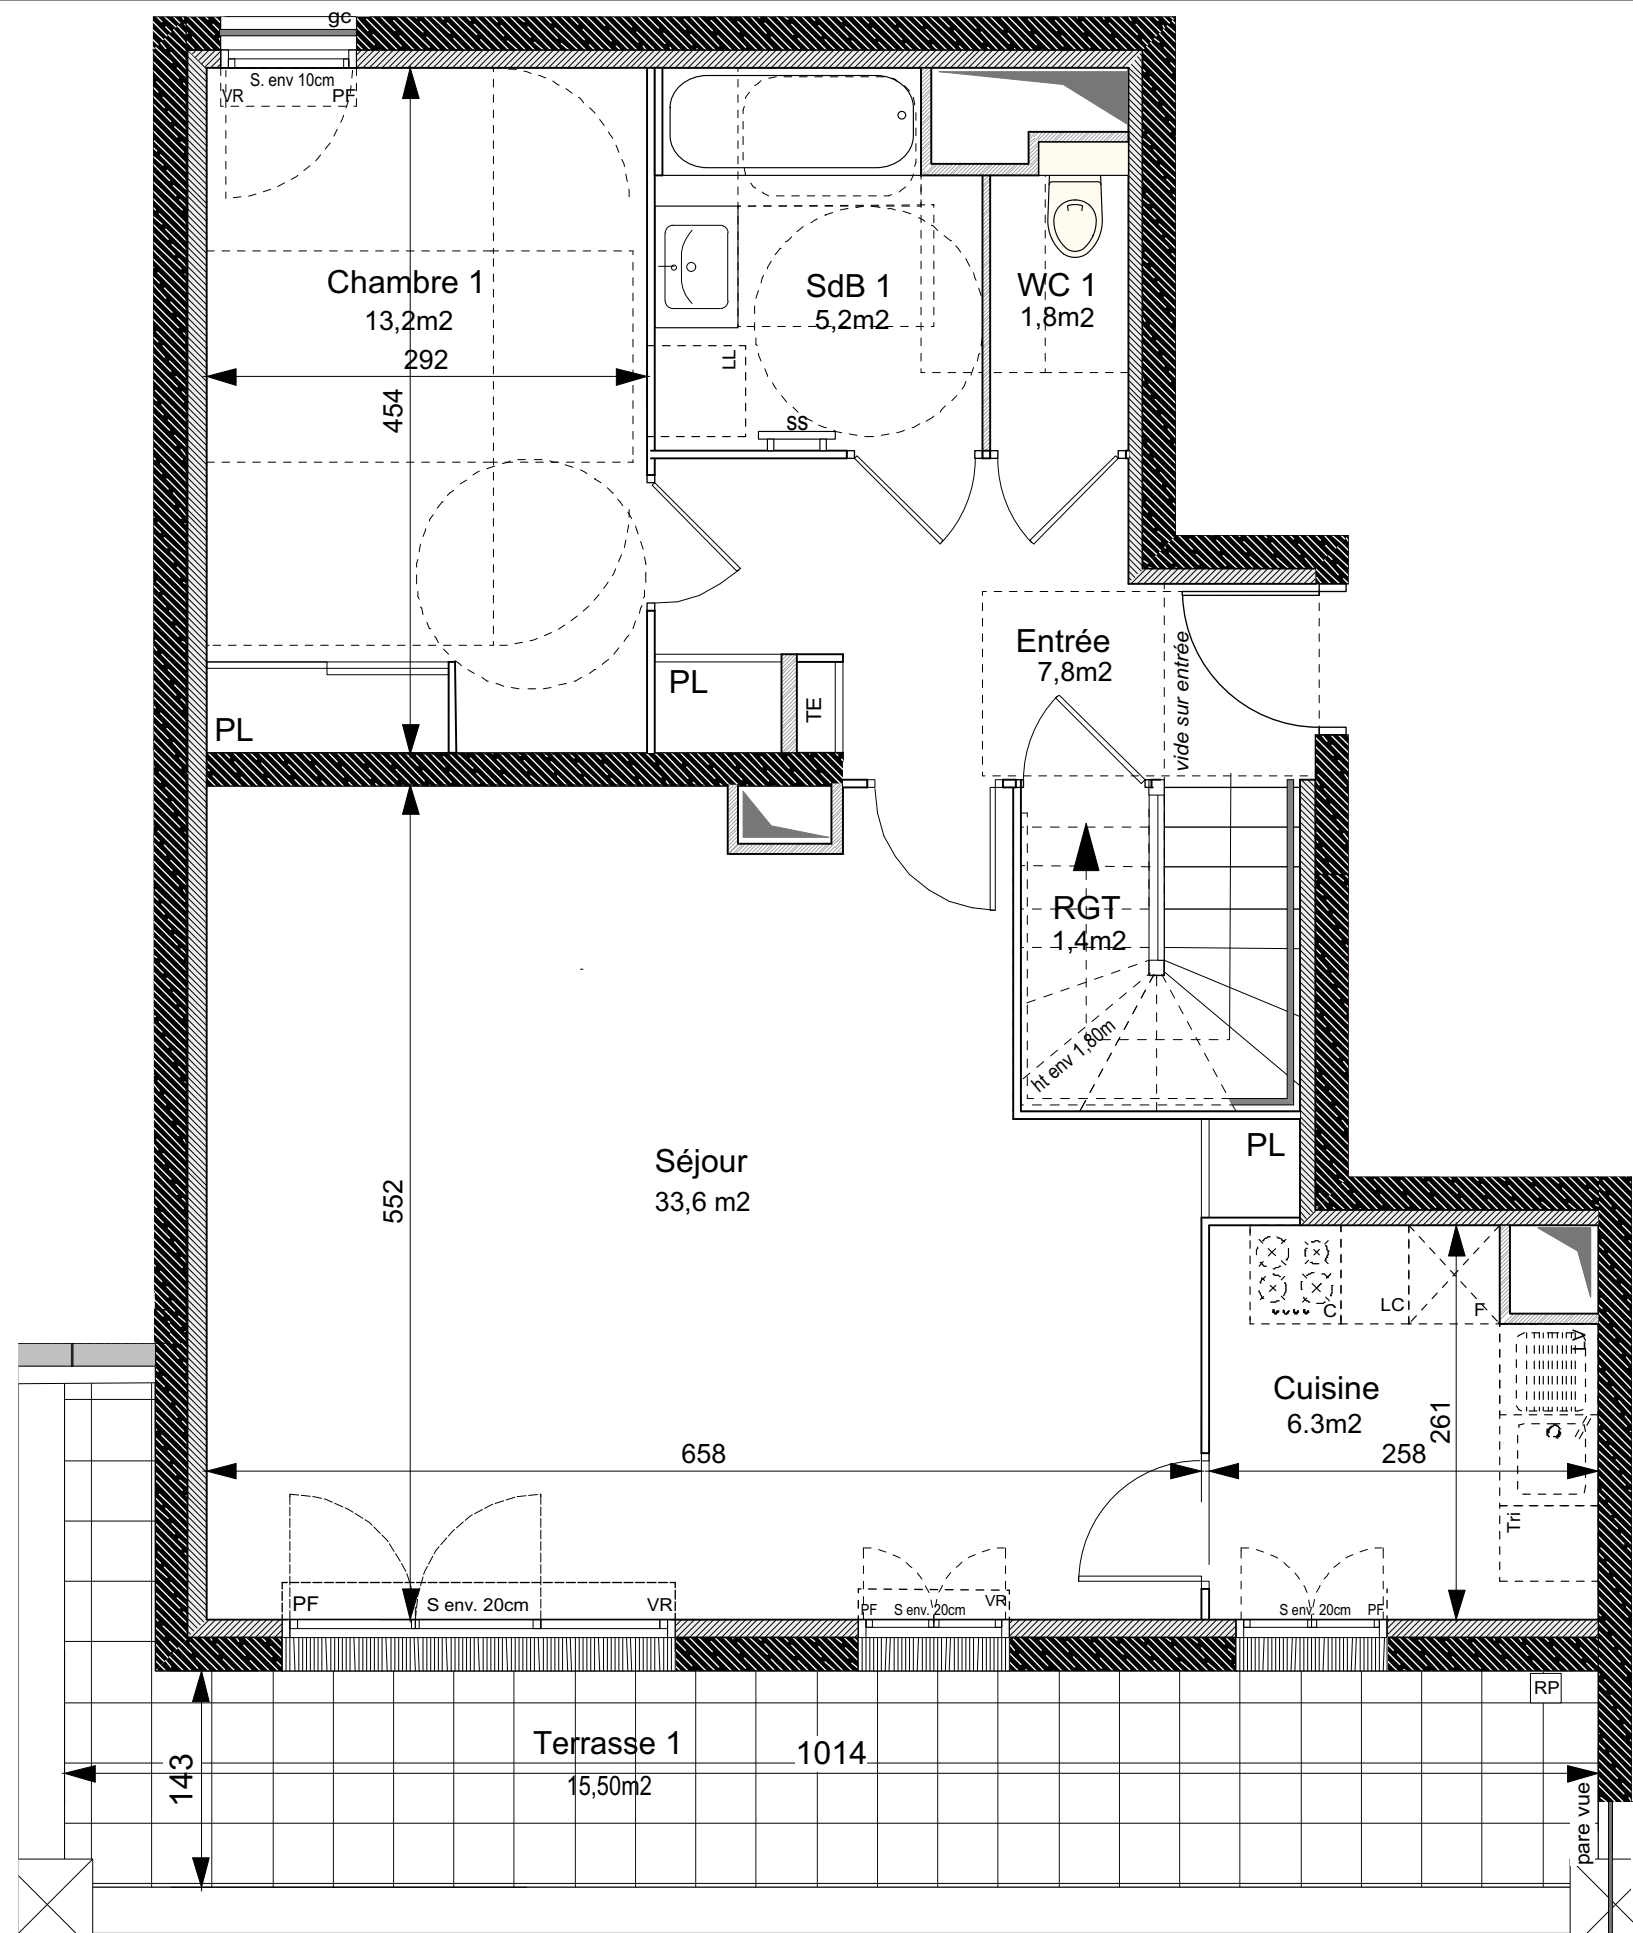 gc
S. env 10cm
VR
PF
Chambre 1
13,2m2
292
454
SdB 1
5,2m2
WC 1
1,8m2
LL
SS
Entrée
7,8m2
vide sur entrée
PL
PL
TE
RGT
1,4m2
ht env 1,80m
Séjour
33,6 m2
552
PL
C
LC
F
LV
Cuisine
6.3m2
261
658
258
Tri
PF
S env. 20cm
VR
PF
S env. 20cm
VR
S env. 20cm
PF
RP
Terrasse 1
15,50m2
1014
143
pare vue